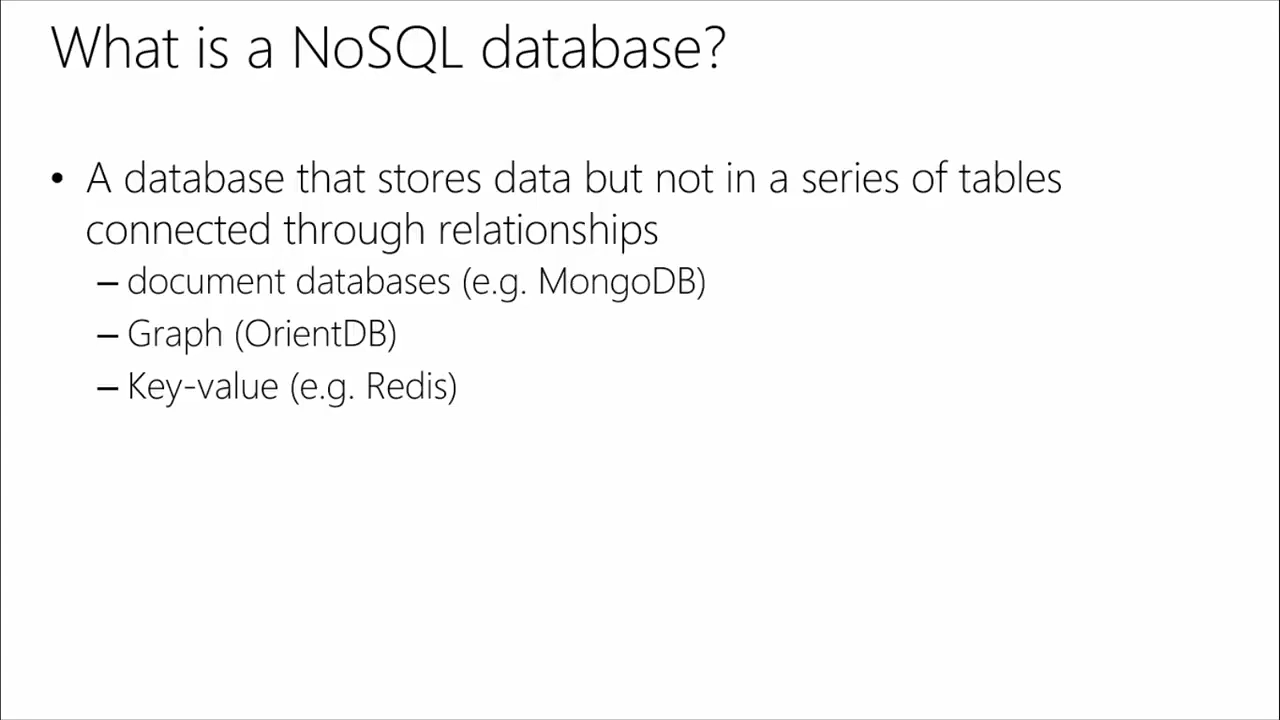 What is a NoSQL database?
• A database that stores data but not in a series of tables
connected through relationships
– document databases (e.g. MongoDB)
– Graph (OrientDB)
– Key-value (e.g. Redis)